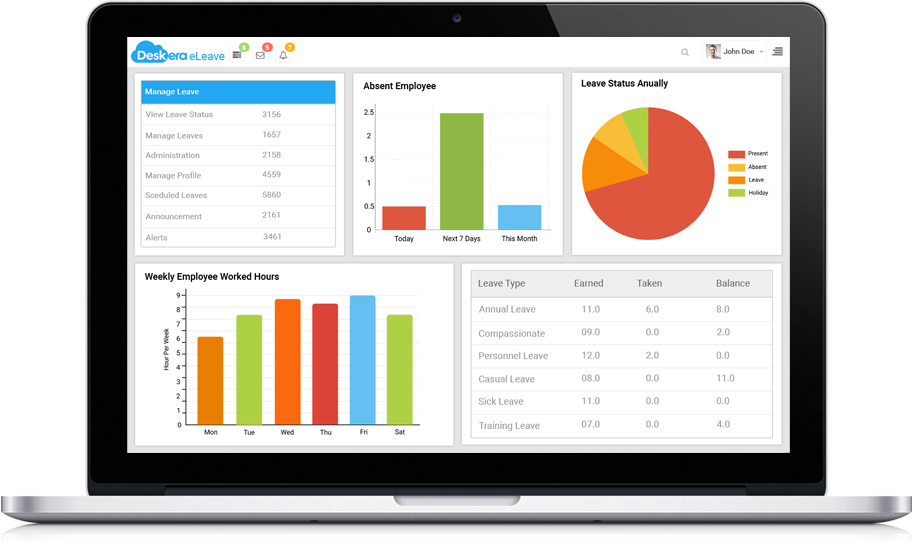 Deskera eLeave
6
5
7
John Doe
Manage Leave
View Leave Status 3156
Manage Leaves 1657
Administration 2158
Manage Profile 4559
Sceduled Leaves 5860
Announcement 2161
Alerts 3461
Absent Employee
2.5
2
1.5
1
0.5
0
Today Next 7 Days This Month
Leave Status Anually
Present
Absent
Leave
Holiday
Weekly Employee Worked Hours
Hour Per Week
9
8
7
6
5
4
3
2
1
0
Mon Tue Wed Thu Fri Sat
Leave Type Earned Taken Balance
Annual Leave 11.0 6.0 8.0
Compassionate 09.0 0.0 2.0
Personnel Leave 12.0 2.0 0.0
Casual Leave 08.0 0.0 11.0
Sick Leave 11.0 0.0 0.0
Training Leave 07.0 0.0 4.0